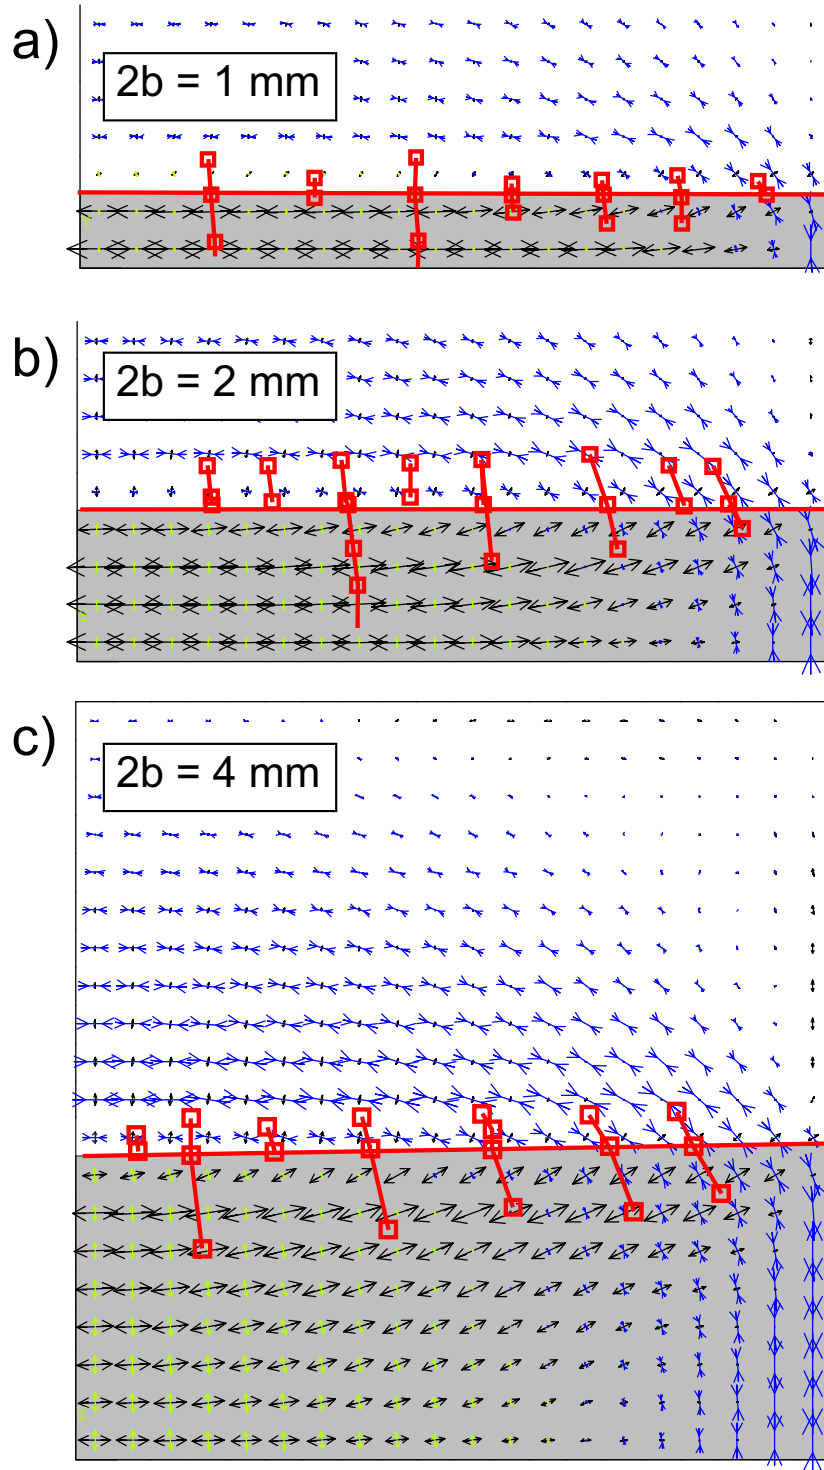 a)
2b = 1 mm
b)
2b = 2 mm
c)
2b = 4 mm